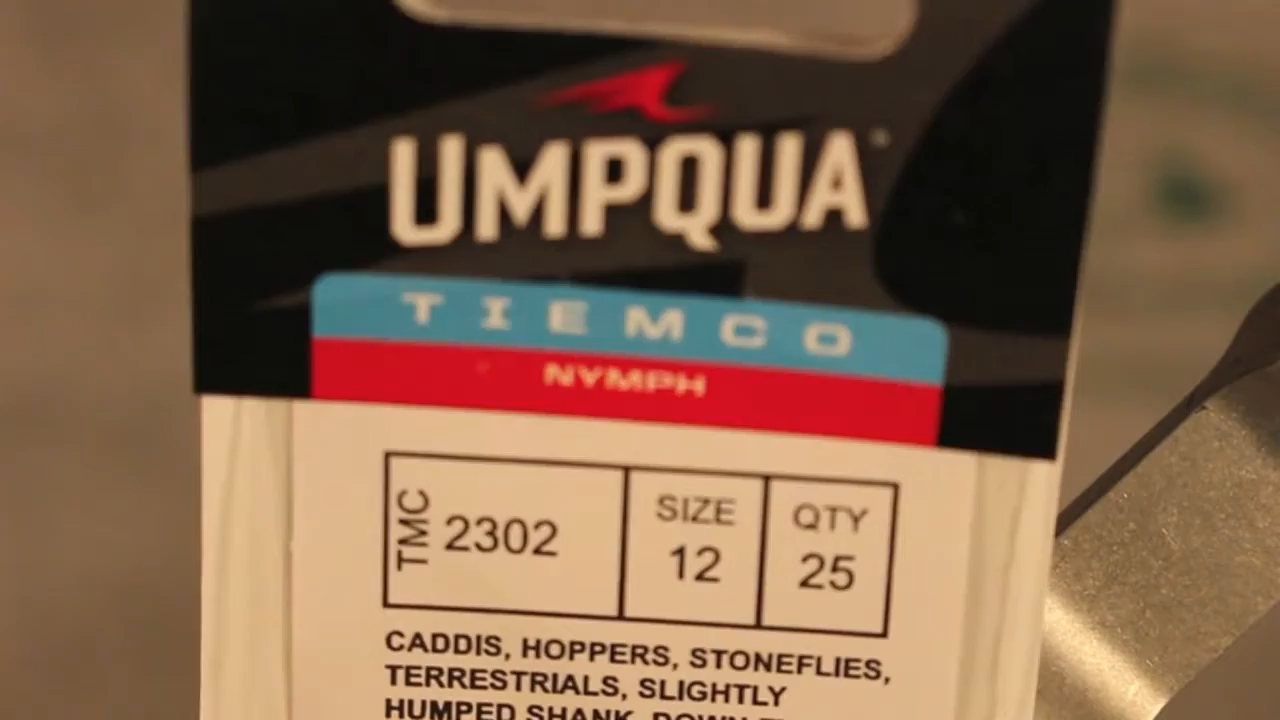 UMPQUA
TIEMCO
NYMPH
TMC 2302
SIZE 12
QTY 25
CADDIS, HOPPERS, STONEFLIES,
TERRESTRIALS, SLIGHTLY
HUMPED SHANK, DOWN